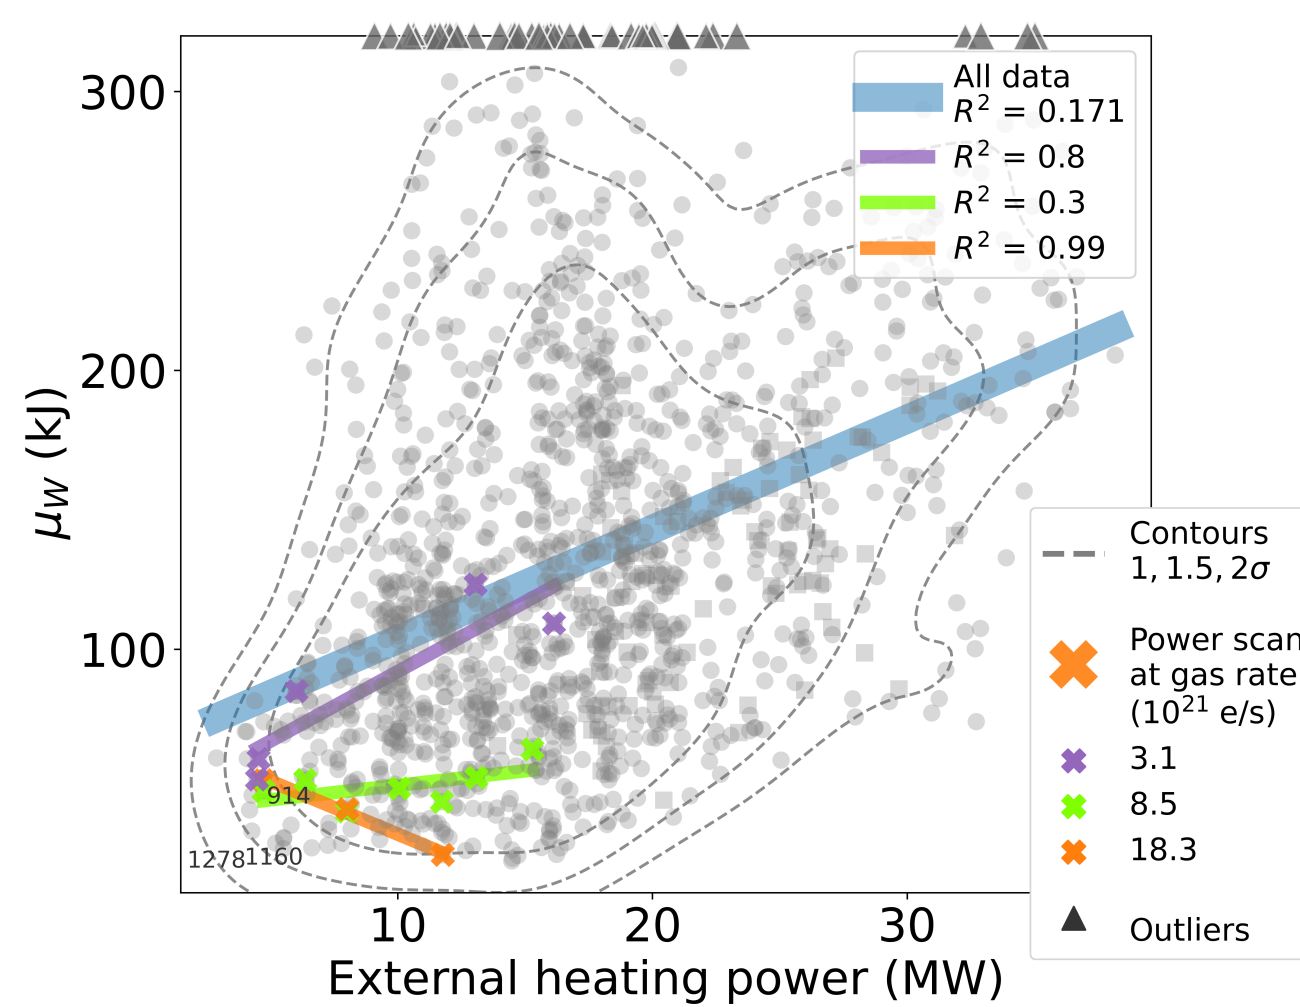 300
200
100
μW (kJ)
10
20
30
External heating power (MW)
All data
R² = 0.171
R² = 0.8
R² = 0.3
R² = 0.99
914
1278
1160
Contours
1, 1.5, 2σ
Power scan
at gas rate
(10²¹ e/s)
3.1
8.5
18.3
Outliers